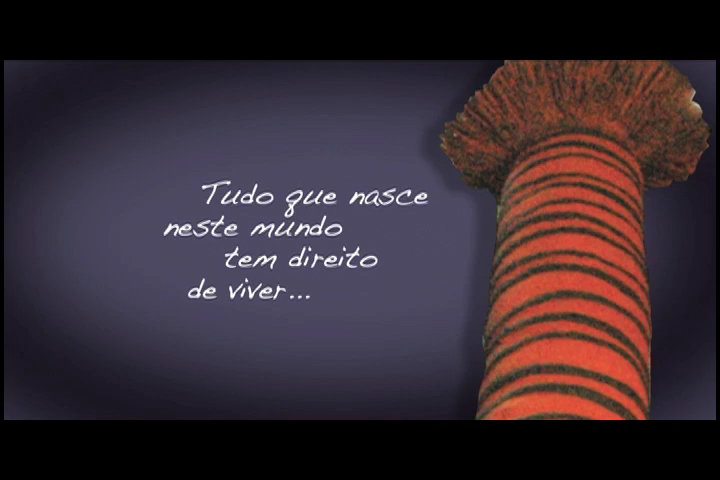 Tudo que nasce
neste mundo
tem direito
de viver...